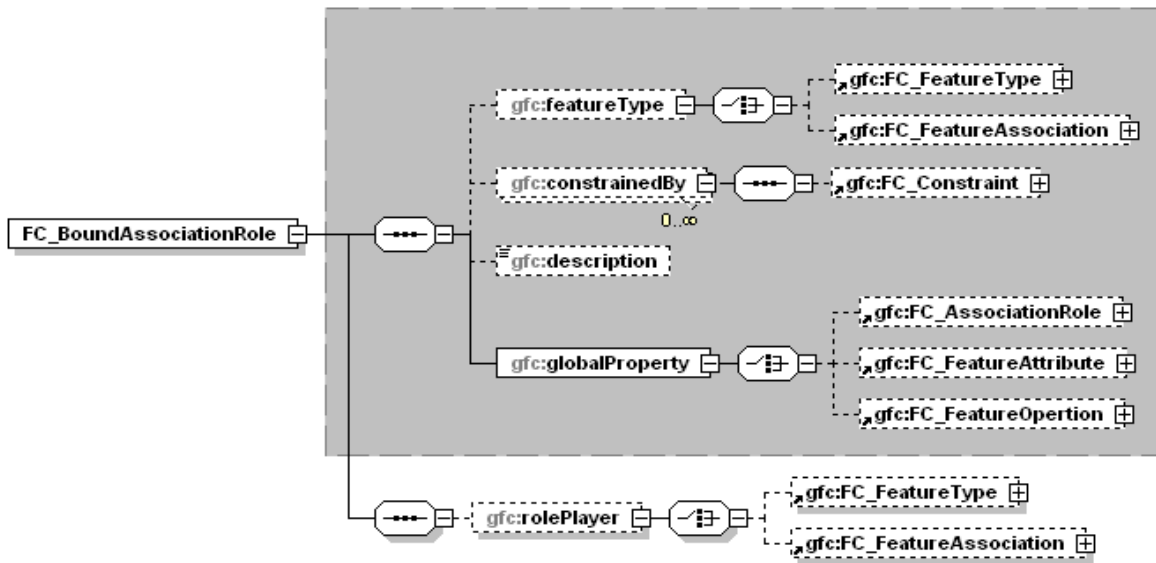 gfc:FC_FeatureType
gfc:featureType
gfc:FC_FeatureAssociation
gfc:constrainedBy
gfc:FC_Constraint
0..∞
FC_BoundAssociationRole
gfc:description
gfc:FC_AssociationRole
gfc:globalProperty
gfc:FC_FeatureAttribute
gfc:FC_FeatureOpertion
gfc:FC_FeatureType
gfc:rolePlayer
gfc:FC_FeatureAssociation